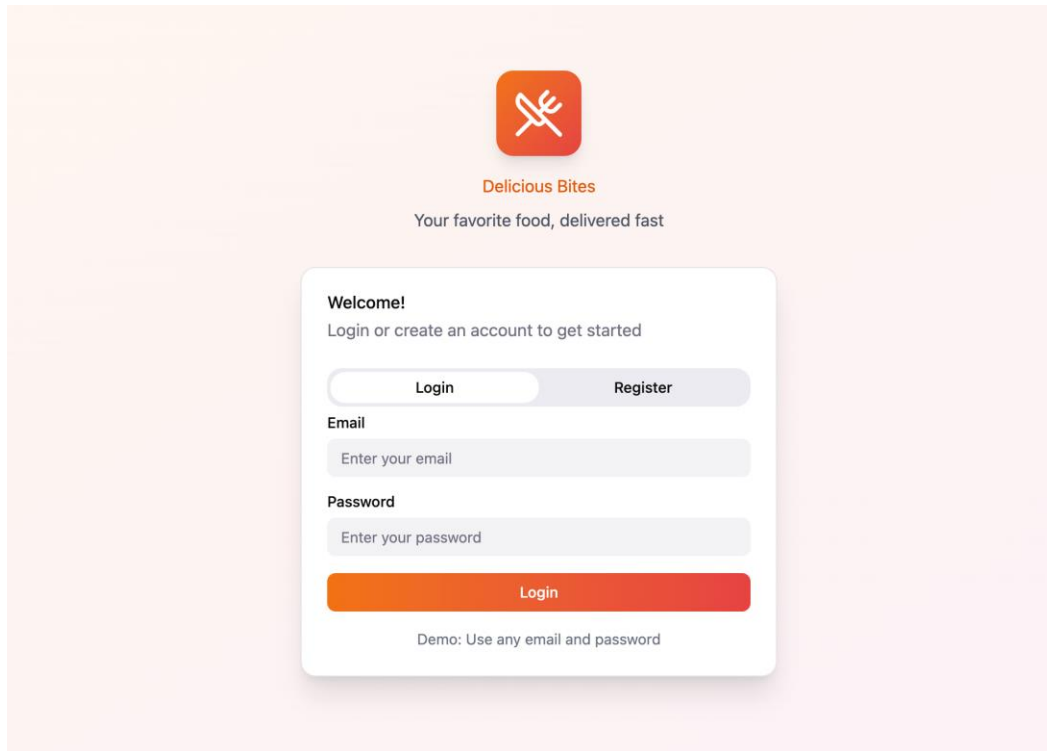 Delicious Bites
Your favorite food, delivered fast
Welcome!
Login or create an account to get started
Login Register
Email
Enter your email
Password
Enter your password
Login
Demo: Use any email and password